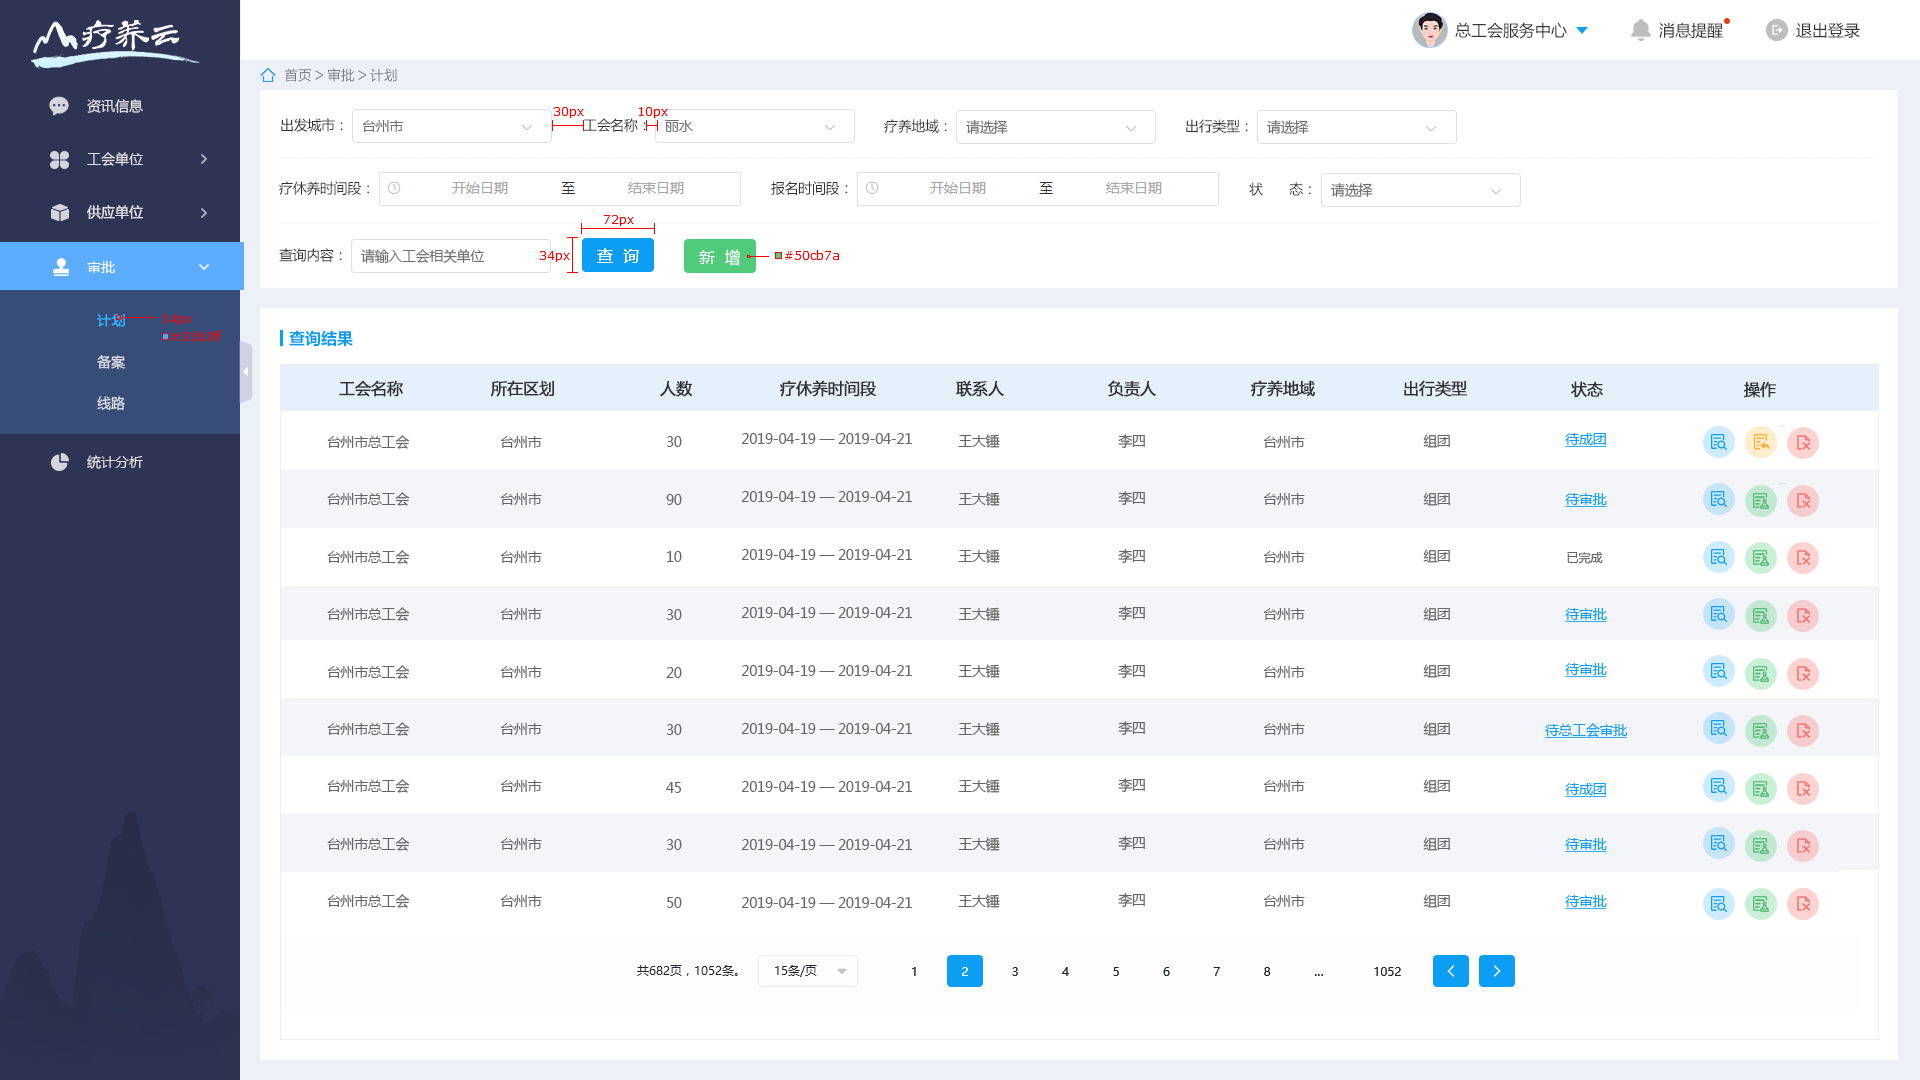 疗养云
总工会服务中心
消息提醒
退出登录
首页 > 审批 > 计划
资讯信息
工会单位
供应单位
审批
计划
14px
备案
线路
统计分析
出发城市： 台州市 30px 工会名称： 10px 丽水 疗养地域： 请选择 出行类型： 请选择
疗休养时间段： 开始日期 至 结束日期 报名时间段： 开始日期 至 结束日期 状 态： 请选择
72px
查询内容： 请输入工会相关单位 34px 查 询 新 增 #50cb7a
查询结果
工会名称 所在区划 人数 疗休养时间段 联系人 负责人 疗养地域 出行类型 状态 操作
台州市总工会 台州市 30 2019-04-19 — 2019-04-21 王大锤 李四 台州市 组团 待成团
台州市总工会 台州市 90 2019-04-19 — 2019-04-21 王大锤 李四 台州市 组团 待审批
台州市总工会 台州市 10 2019-04-19 — 2019-04-21 王大锤 李四 台州市 组团 已完成
台州市总工会 台州市 30 2019-04-19 — 2019-04-21 王大锤 李四 台州市 组团 待审批
台州市总工会 台州市 20 2019-04-19 — 2019-04-21 王大锤 李四 台州市 组团 待审批
台州市总工会 台州市 30 2019-04-19 — 2019-04-21 王大锤 李四 台州市 组团 待总工会审批
台州市总工会 台州市 45 2019-04-19 — 2019-04-21 王大锤 李四 台州市 组团 待成团
台州市总工会 台州市 30 2019-04-19 — 2019-04-21 王大锤 李四 台州市 组团 待审批
台州市总工会 台州市 50 2019-04-19 — 2019-04-21 王大锤 李四 台州市 组团 待审批
共682页，1052条。 15条/页 1 2 3 4 5 6 7 8 ... 1052